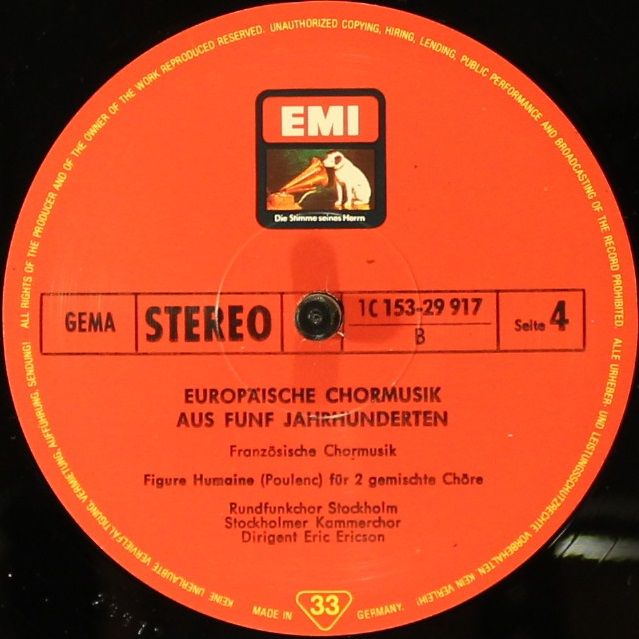 ALL RIGHTS OF THE PRODUCER AND OF THE OWNER OF THE WORK REPRODUCED RESERVED. UNAUTHORIZED COPYING, HIRING, LENDING, PUBLIC PERFORMANCE AND BROADCASTING OF THE RECORD PROHIBITED.
EMI
Die Stimme seines Herrn
GEMA
STEREO
1C 153-29 917
B
Seite 4
EUROPÄISCHE CHORMUSIK
AUS FUNF JAHRHUNDERTEN
Französische Chormusik
Figure Humaine (Poulenc) für 2 gemischte Chöre
Rundfunkchor Stockholm
Stockholmer Kammerchor
Dirigent Eric Ericson
ALLE URHEBER- UND LEISTUNGSSCHUTZRECHTE VORBEHALTEN KEIN VERLEIH! KEINE UNERLAUBTE VERVIELFÄLTIGUNG, VERMIETUNG, AUFFÜHRUNG, SENDUNG!
MADE IN 33 GERMANY.